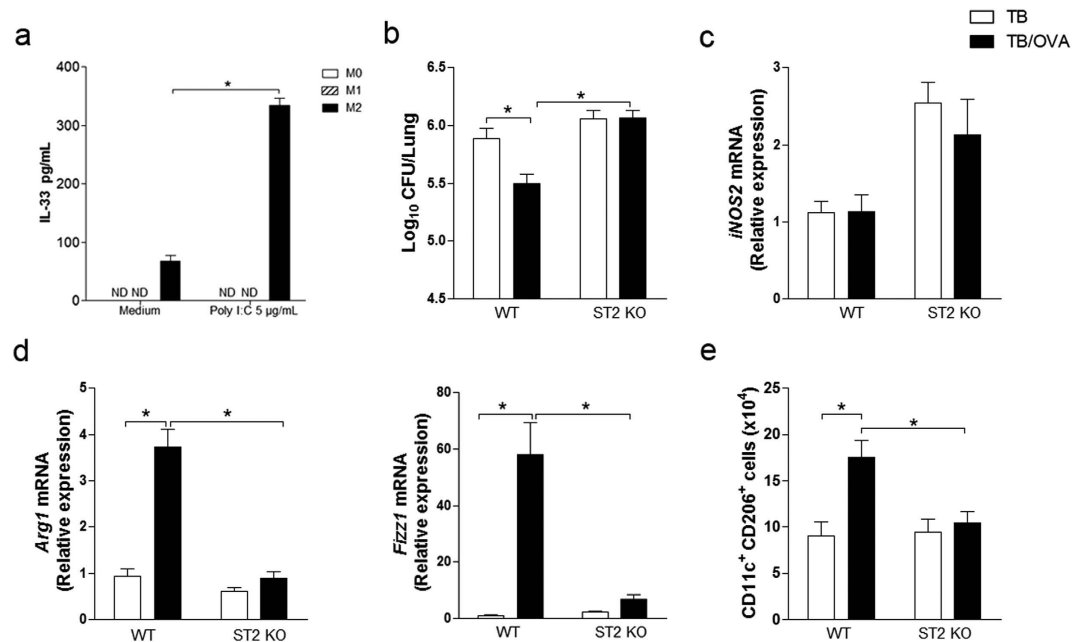 TB
TB/OVA
a
IL-33 pg/mL
400
300
200
100
0
ND ND
ND ND
Medium
Poly I:C 5 µg/mL
*
M0
M1
M2
b
Log10 CFU/Lung
6.5
6.0
5.5
5.0
4.5
*
*
WT
ST2 KO
c
iNOS2 mRNA
(Relative expression)
3
2
1
0
WT
ST2 KO
d
Arg1 mRNA
(Relative expression)
5
4
3
2
1
0
*
*
WT
ST2 KO
Fizz1 mRNA
(Relative expression)
80
60
40
20
0
*
*
WT
ST2 KO
e
CD11c+ CD206+ cells (x10^4)
25
20
15
10
5
0
*
*
WT
ST2 KO